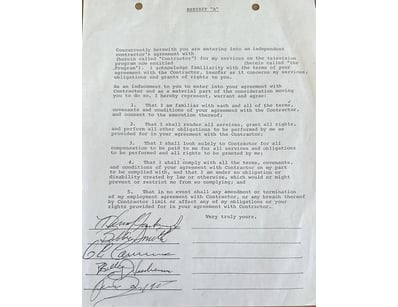 EXHIBIT "A"
Concurrently herewith you are entering into an independent
contractor's agreement with
(herein called "Contractor") for my services on the television
program now entitled (herein called "the
Program"). I acknowledge familiarity with the terms of your
agreement with Contractor, insofar as it concerns my services,
obligations and grants of rights to you.
As an inducement to you to enter into your agreement with
Contractor and as a material part of the consideration moving
you to do so, I hereby represent, warrant and agree:
1. That I am familiar with each and all of the terms,
covenants and conditions of your agreement with the Contractor,
and consent to the execution thereof;
2. That I shall render all services, grant all rights,
and perform all other obligations to be performed by me as
provided for in your agreement with the Contractor;
3. That I shall look solely to Contractor for all
compensation to be paid to me for all services and obligations
to be performed and all rights to be granted by me;
4. That I shall comply with all the terms, covenants,
and conditions of your agreement with Contractor on my part
to be complied with, and that I am under no obligation or
disability created by law or otherwise, which would or might
prevent or restrict me from so complying; and
5. That in no event shall any amendment or termination
of my employment agreement with Contractor, or any breath thereof
by Contractor limit or affect any of my obligations or your
rights provided for in your agreement with Contractor.
Very truly yours,